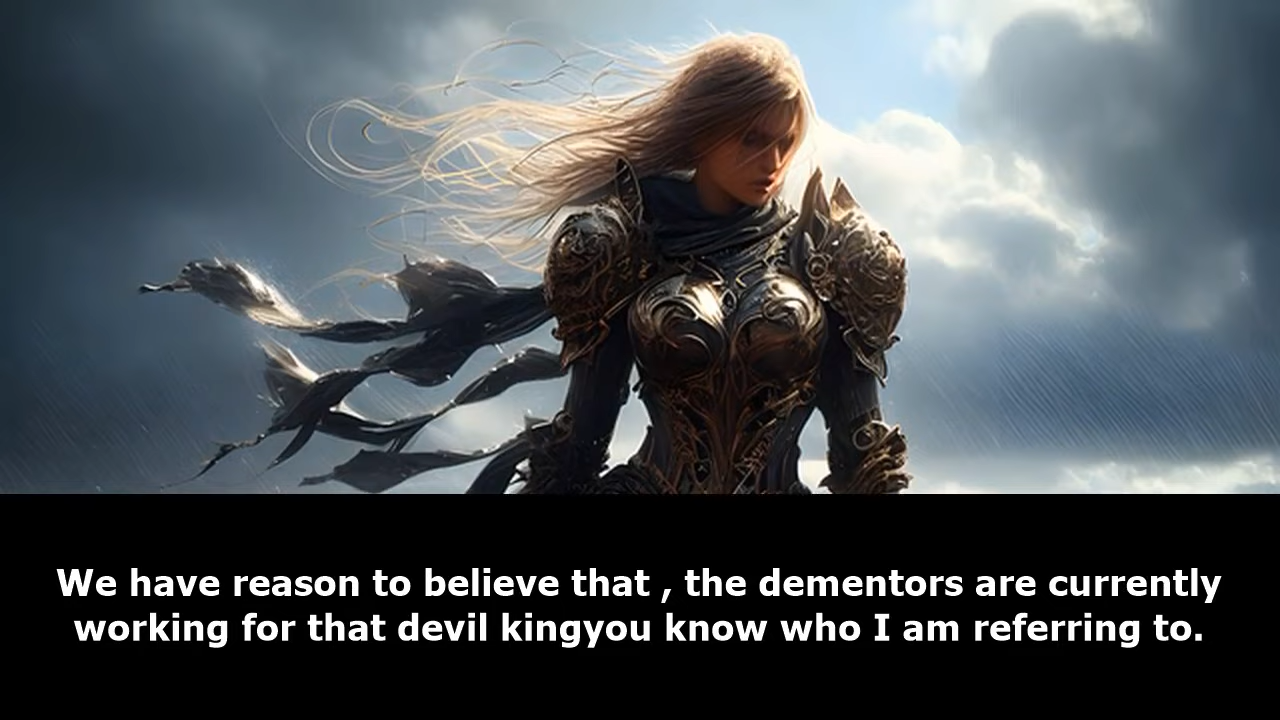 We have reason to believe that , the dementors are currently
working for that devil kingyou know who I am referring to.